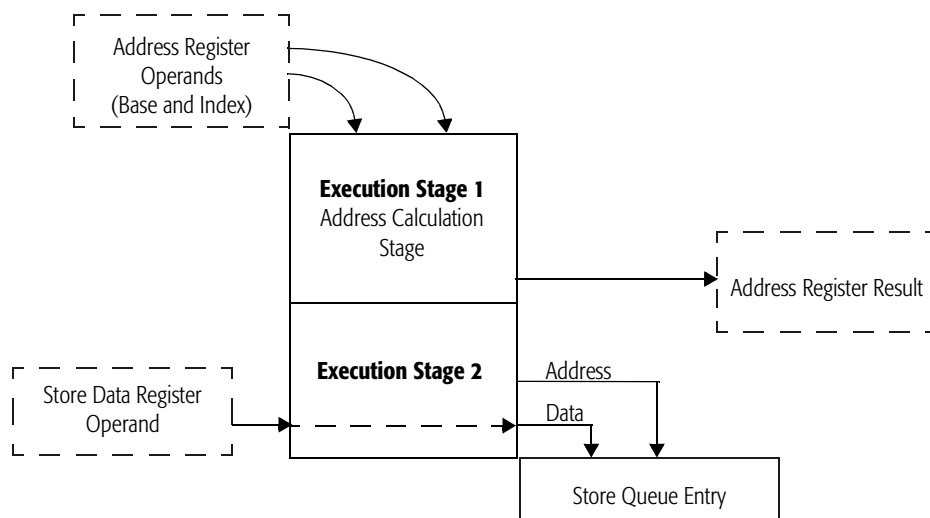 Address Register
Operands
(Base and Index)
Execution Stage 1
Address Calculation
Stage
Address Register Result
Execution Stage 2
Address
Store Data Register
Operand
Data
Store Queue Entry